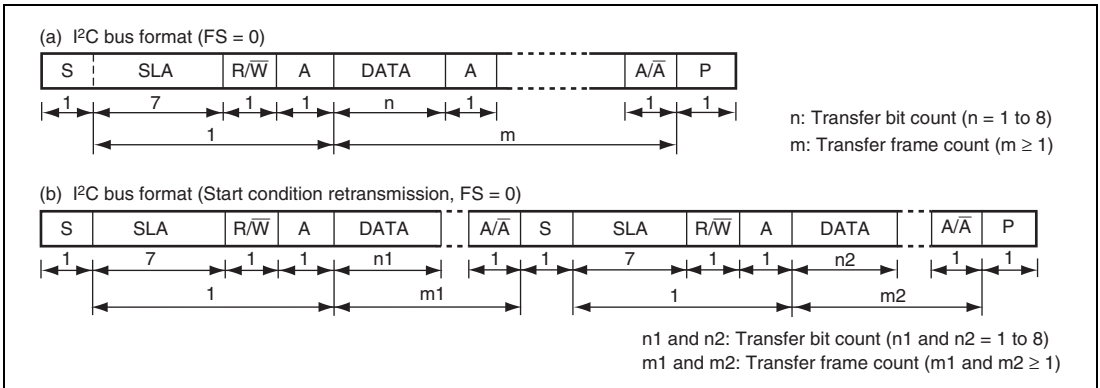 (a) I²C bus format (FS = 0)
S SLA R/W̅ A DATA A A/A̅ P
1 7 1 1 n 1 1 1
1 m
n: Transfer bit count (n = 1 to 8)
m: Transfer frame count (m ≥ 1)
(b) I²C bus format (Start condition retransmission, FS = 0)
S SLA R/W̅ A DATA A/A̅ S SLA R/W̅ A DATA A/A̅ P
1 7 1 1 n1 1 1 7 1 1 n2 1 1
1 m1 1 m2
n1 and n2: Transfer bit count (n1 and n2 = 1 to 8)
m1 and m2: Transfer frame count (m1 and m2 ≥ 1)